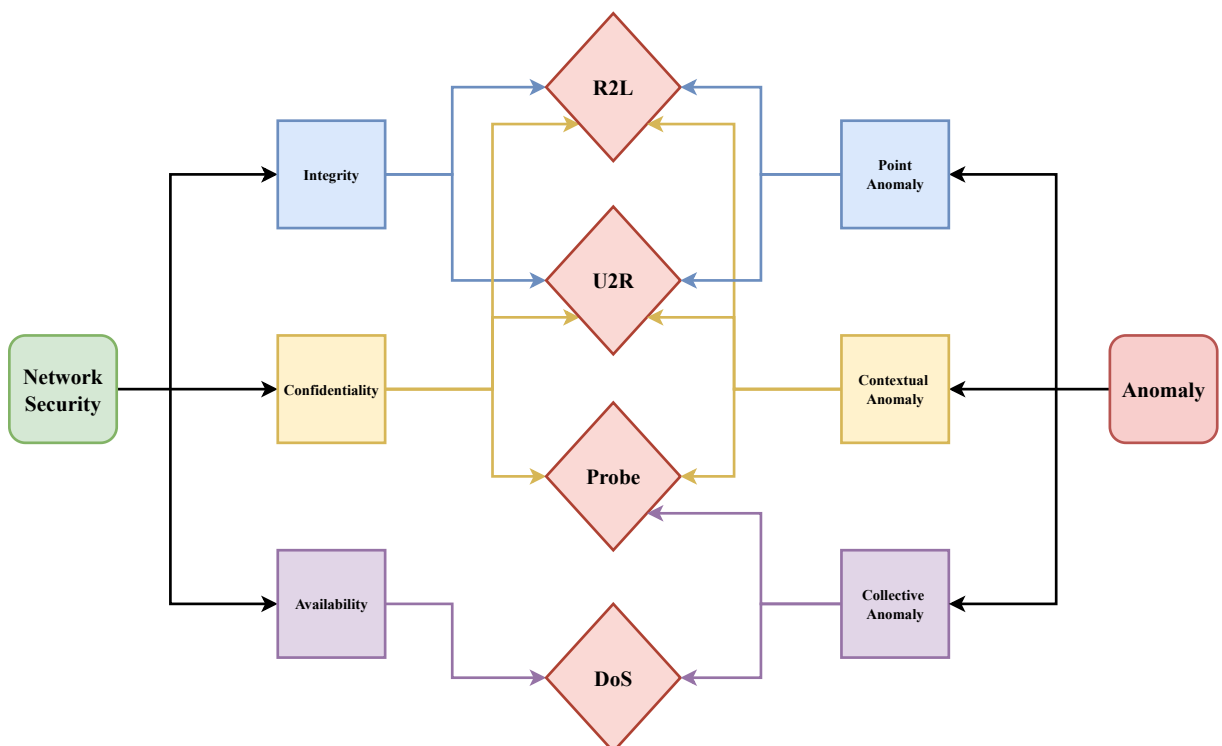 R2L
Integrity
Point
Anomaly
U2R
Network
Security
Confidentiality
Contextual
Anomaly
Anomaly
Probe
Availability
Collective
Anomaly
DoS